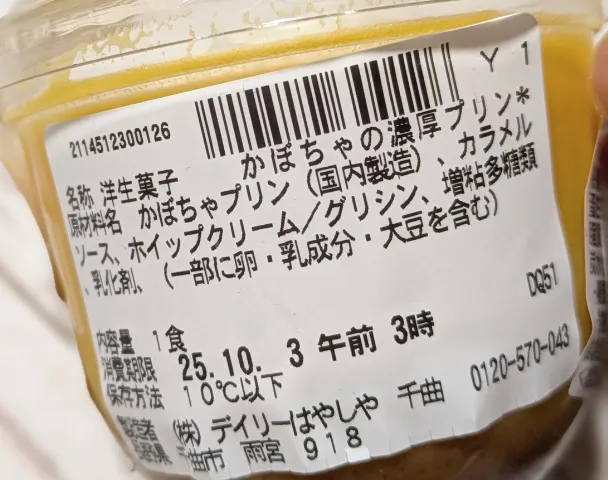 Y 1
2114512300126
かぼちゃの濃厚プリン*
名称 洋生菓子
原材料名 かぼちゃプリン(国内製造)、カラメル
ソース、ホイップクリーム/グリシン、増粘多糖類
、乳化剤、(一部に卵・乳成分・大豆を含む)
DQ51
内容量 1食
消費期限 25.10. 3 午前 3時
保存方法 10℃以下
0120-570-043
製造者 (株)デイリーはやしや 千曲
千曲市 雨宮 918